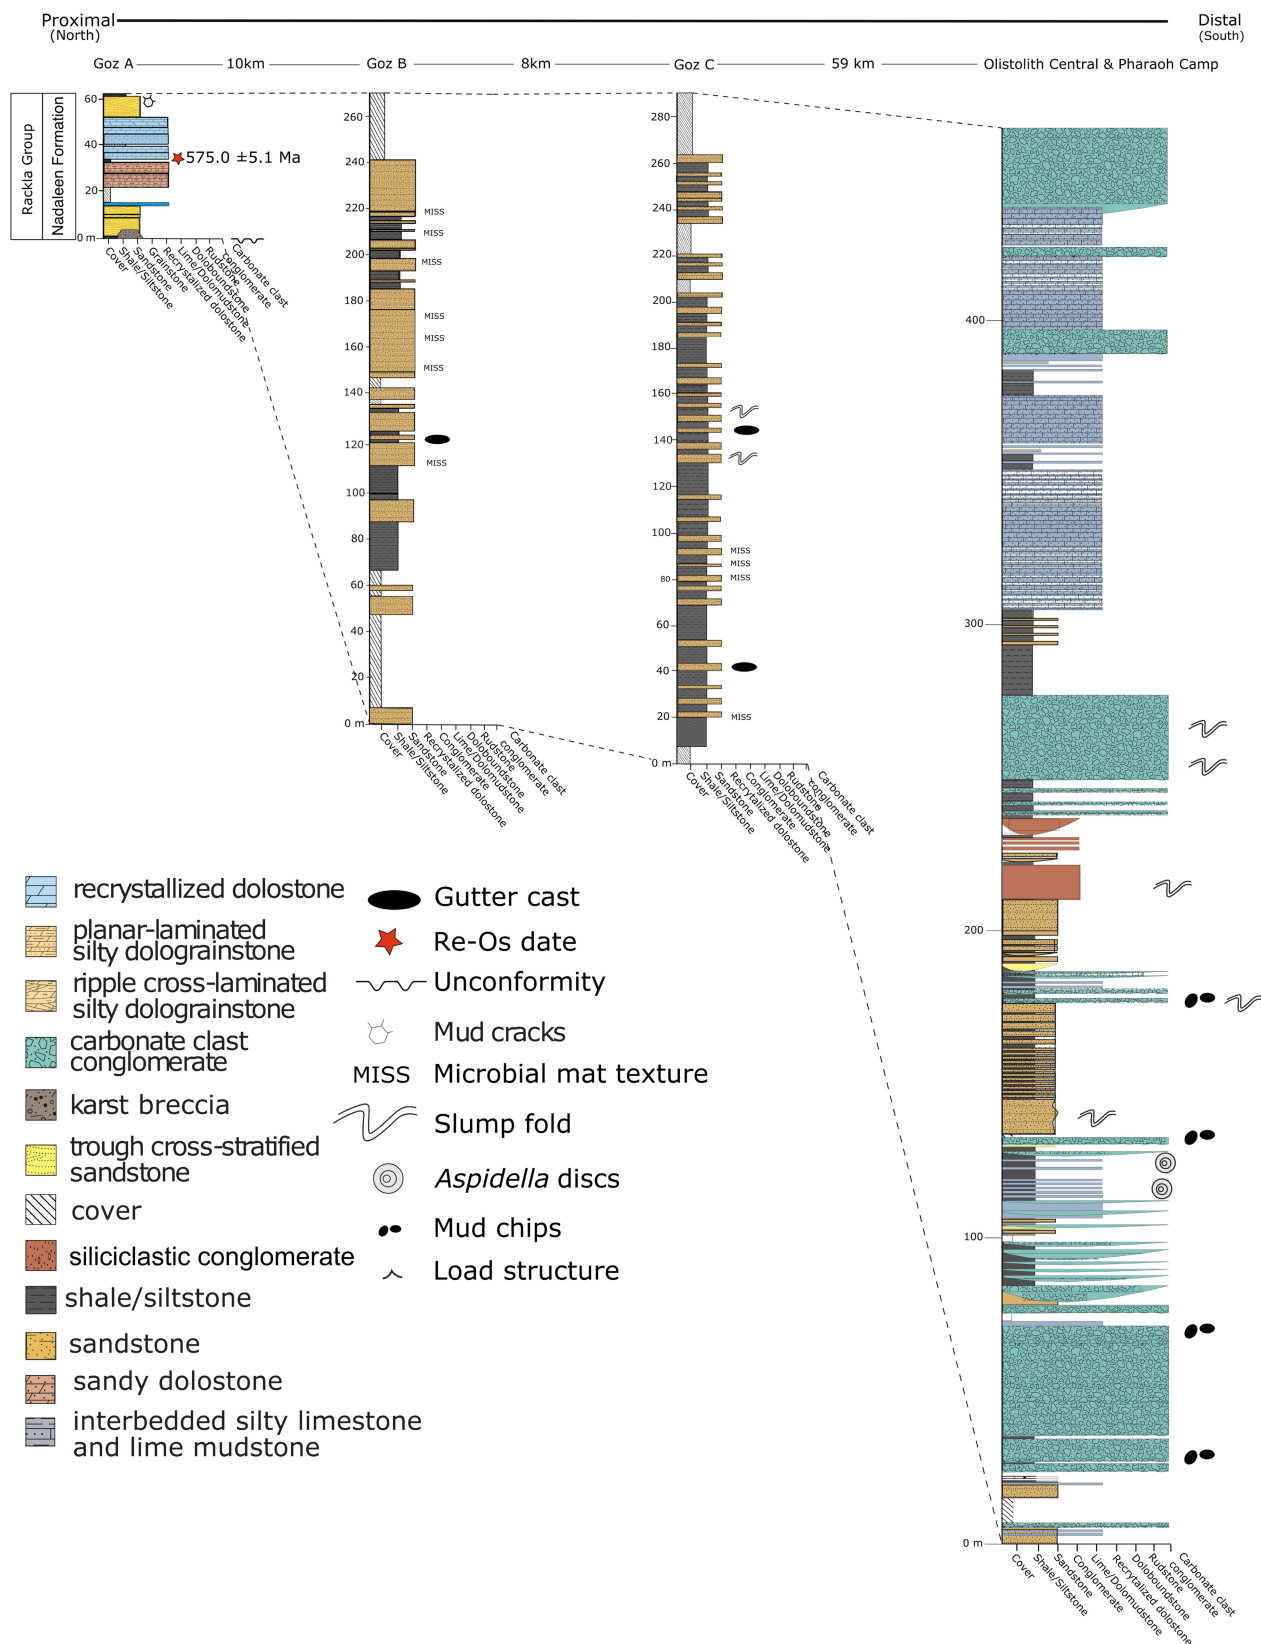 Proximal
(North)
Distal
(South)
Goz A
10km
Goz B
8km
Goz C
59 km
Olistolith Central & Pharaoh Camp
Rackla Group
Nadaleen Formation
60
40
20
0 m
575.0 ±5.1 Ma
Cover
Shale/Siltstone
Sandstone
Grainstone
Recrystalized dolostone
Lime/Dolomudstone
Doloboundstone
Rudstone
Carbonate clast
conglomerate
260
240
220
200
180
160
140
120
100
80
60
40
20
0 m
MISS
MISS
MISS
MISS
MISS
MISS
MISS
Cover
Shale/Siltstone
Sandstone
Recrystalized dolostone
Conglomerate
Lime/Dolomudstone
Doloboundstone
Rudstone
Carbonate clast
conglomerate
280
260
240
220
200
180
160
140
120
100
80
60
40
20
0 m
MISS
MISS
MISS
MISS
Cover
Shale/Siltstone
Sandstone
Recrytalized dolostone
Conglomerate
Lime/Dolomudstone
Doloboundstone
Rudstone
Carbonate clast
conglomerate
400
300
200
100
0 m
Cover
Shale/Siltstone
Sandstone
Conglomerate
Lime/Dolomudstone
Recrytalized dolostone
Doloboundstone
Rudstone
Carbonate clast
conglomerate
recrystallized dolostone
planar-laminated
silty dolograinstone
ripple cross-laminated
silty dolograinstone
carbonate clast
conglomerate
karst breccia
trough cross-stratified
sandstone
cover
siliciclastic conglomerate
shale/siltstone
sandstone
sandy dolostone
interbedded silty limestone
and lime mudstone
Gutter cast
Re-Os date
Unconformity
Mud cracks
MISS Microbial mat texture
Slump fold
Aspidella discs
Mud chips
Load structure